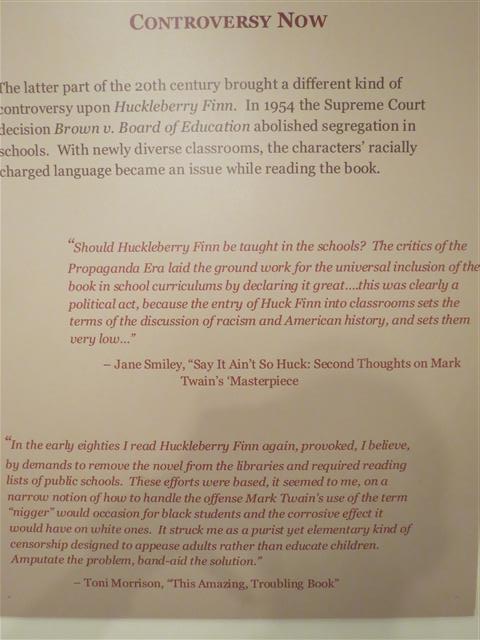 CONTROVERSY NOW
The latter part of the 20th century brought a different kind of
controversy upon Huckleberry Finn. In 1954 the Supreme Court
decision Brown v. Board of Education abolished segregation in
schools. With newly diverse classrooms, the characters' racially
charged language became an issue while reading the book.
“Should Huckleberry Finn be taught in the schools? The critics of the
Propaganda Era laid the ground work for the universal inclusion of the
book in school curriculums by declaring it great....this was clearly a
political act, because the entry of Huck Finn into classrooms sets the
terms of the discussion of racism and American history, and sets them
very low...”
– Jane Smiley, “Say It Ain't So Huck: Second Thoughts on Mark
Twain's ‘Masterpiece
“In the early eighties I read Huckleberry Finn again, provoked, I believe,
by demands to remove the novel from the libraries and required reading
lists of public schools. These efforts were based, it seemed to me, on a
narrow notion of how to handle the offense Mark Twain's use of the term
“nigger” would occasion for black students and the corrosive effect it
would have on white ones. It struck me as a purist yet elementary kind of
censorship designed to appease adults rather than educate children.
Amputate the problem, band-aid the solution.”
– Toni Morrison, “This Amazing, Troubling Book”